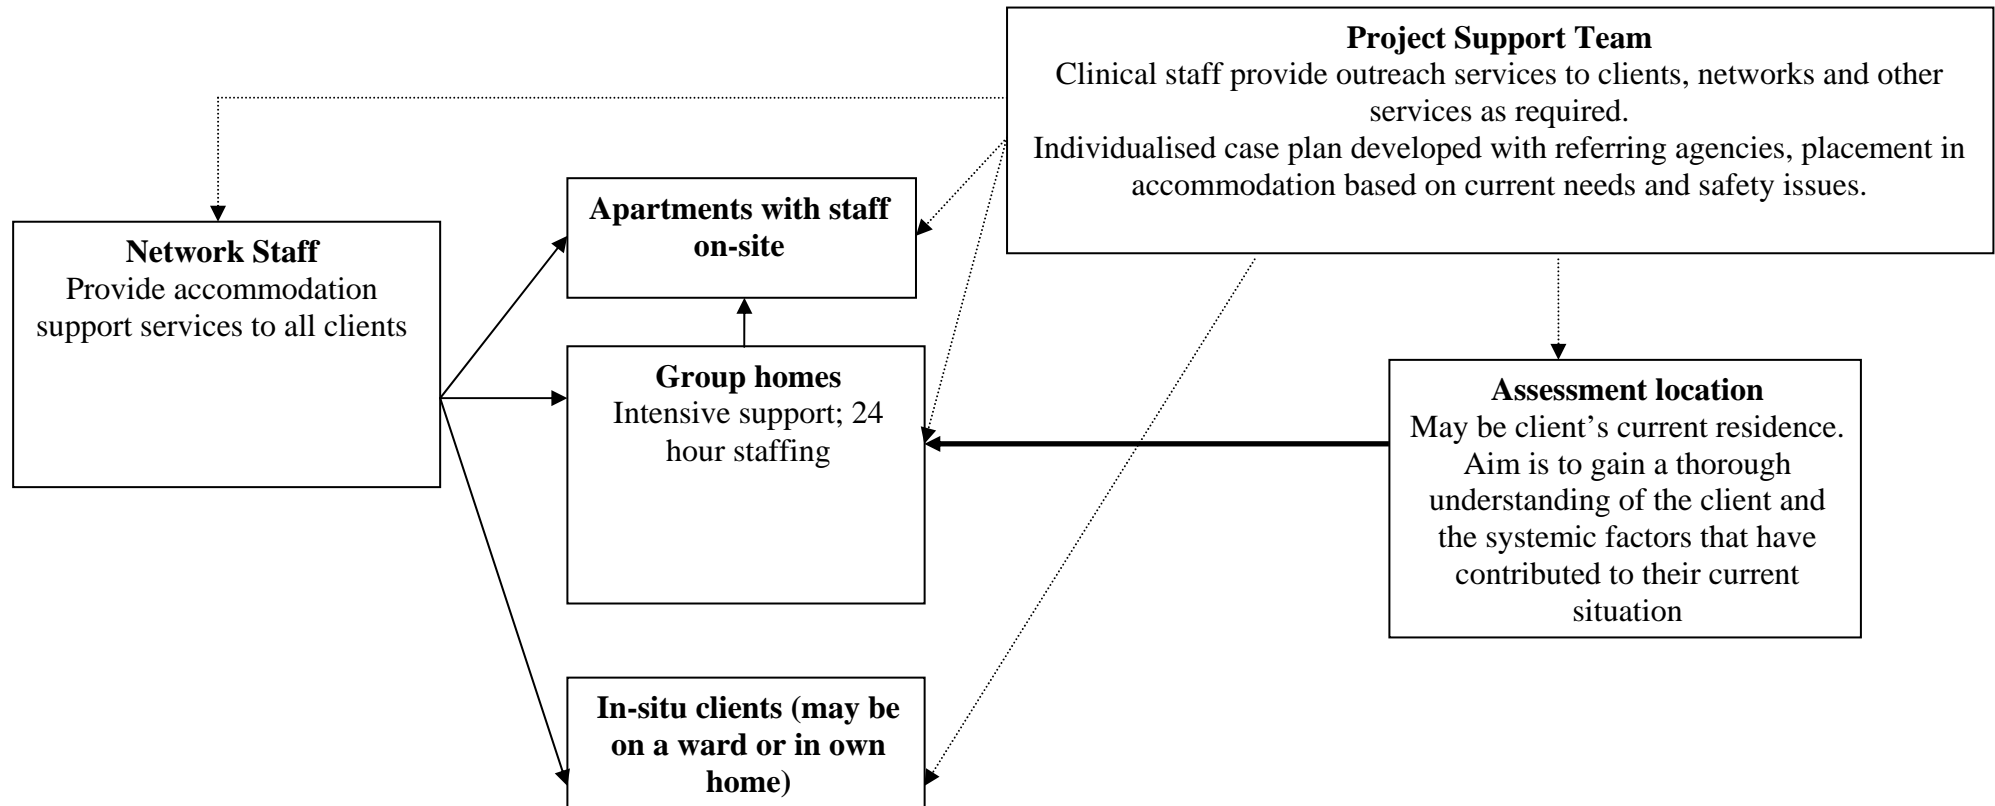 Project Support Team
Clinical staff provide outreach services to clients, networks and other
services as required.
Individualised case plan developed with referring agencies, placement in
accommodation based on current needs and safety issues.
Apartments with staff
on-site
Network Staff
Provide accommodation
support services to all clients
Group homes
Intensive support; 24
hour staffing
Assessment location
May be client’s current residence.
Aim is to gain a thorough
understanding of the client and
the systemic factors that have
contributed to their current
situation
In-situ clients (may be
on a ward or in own
home)